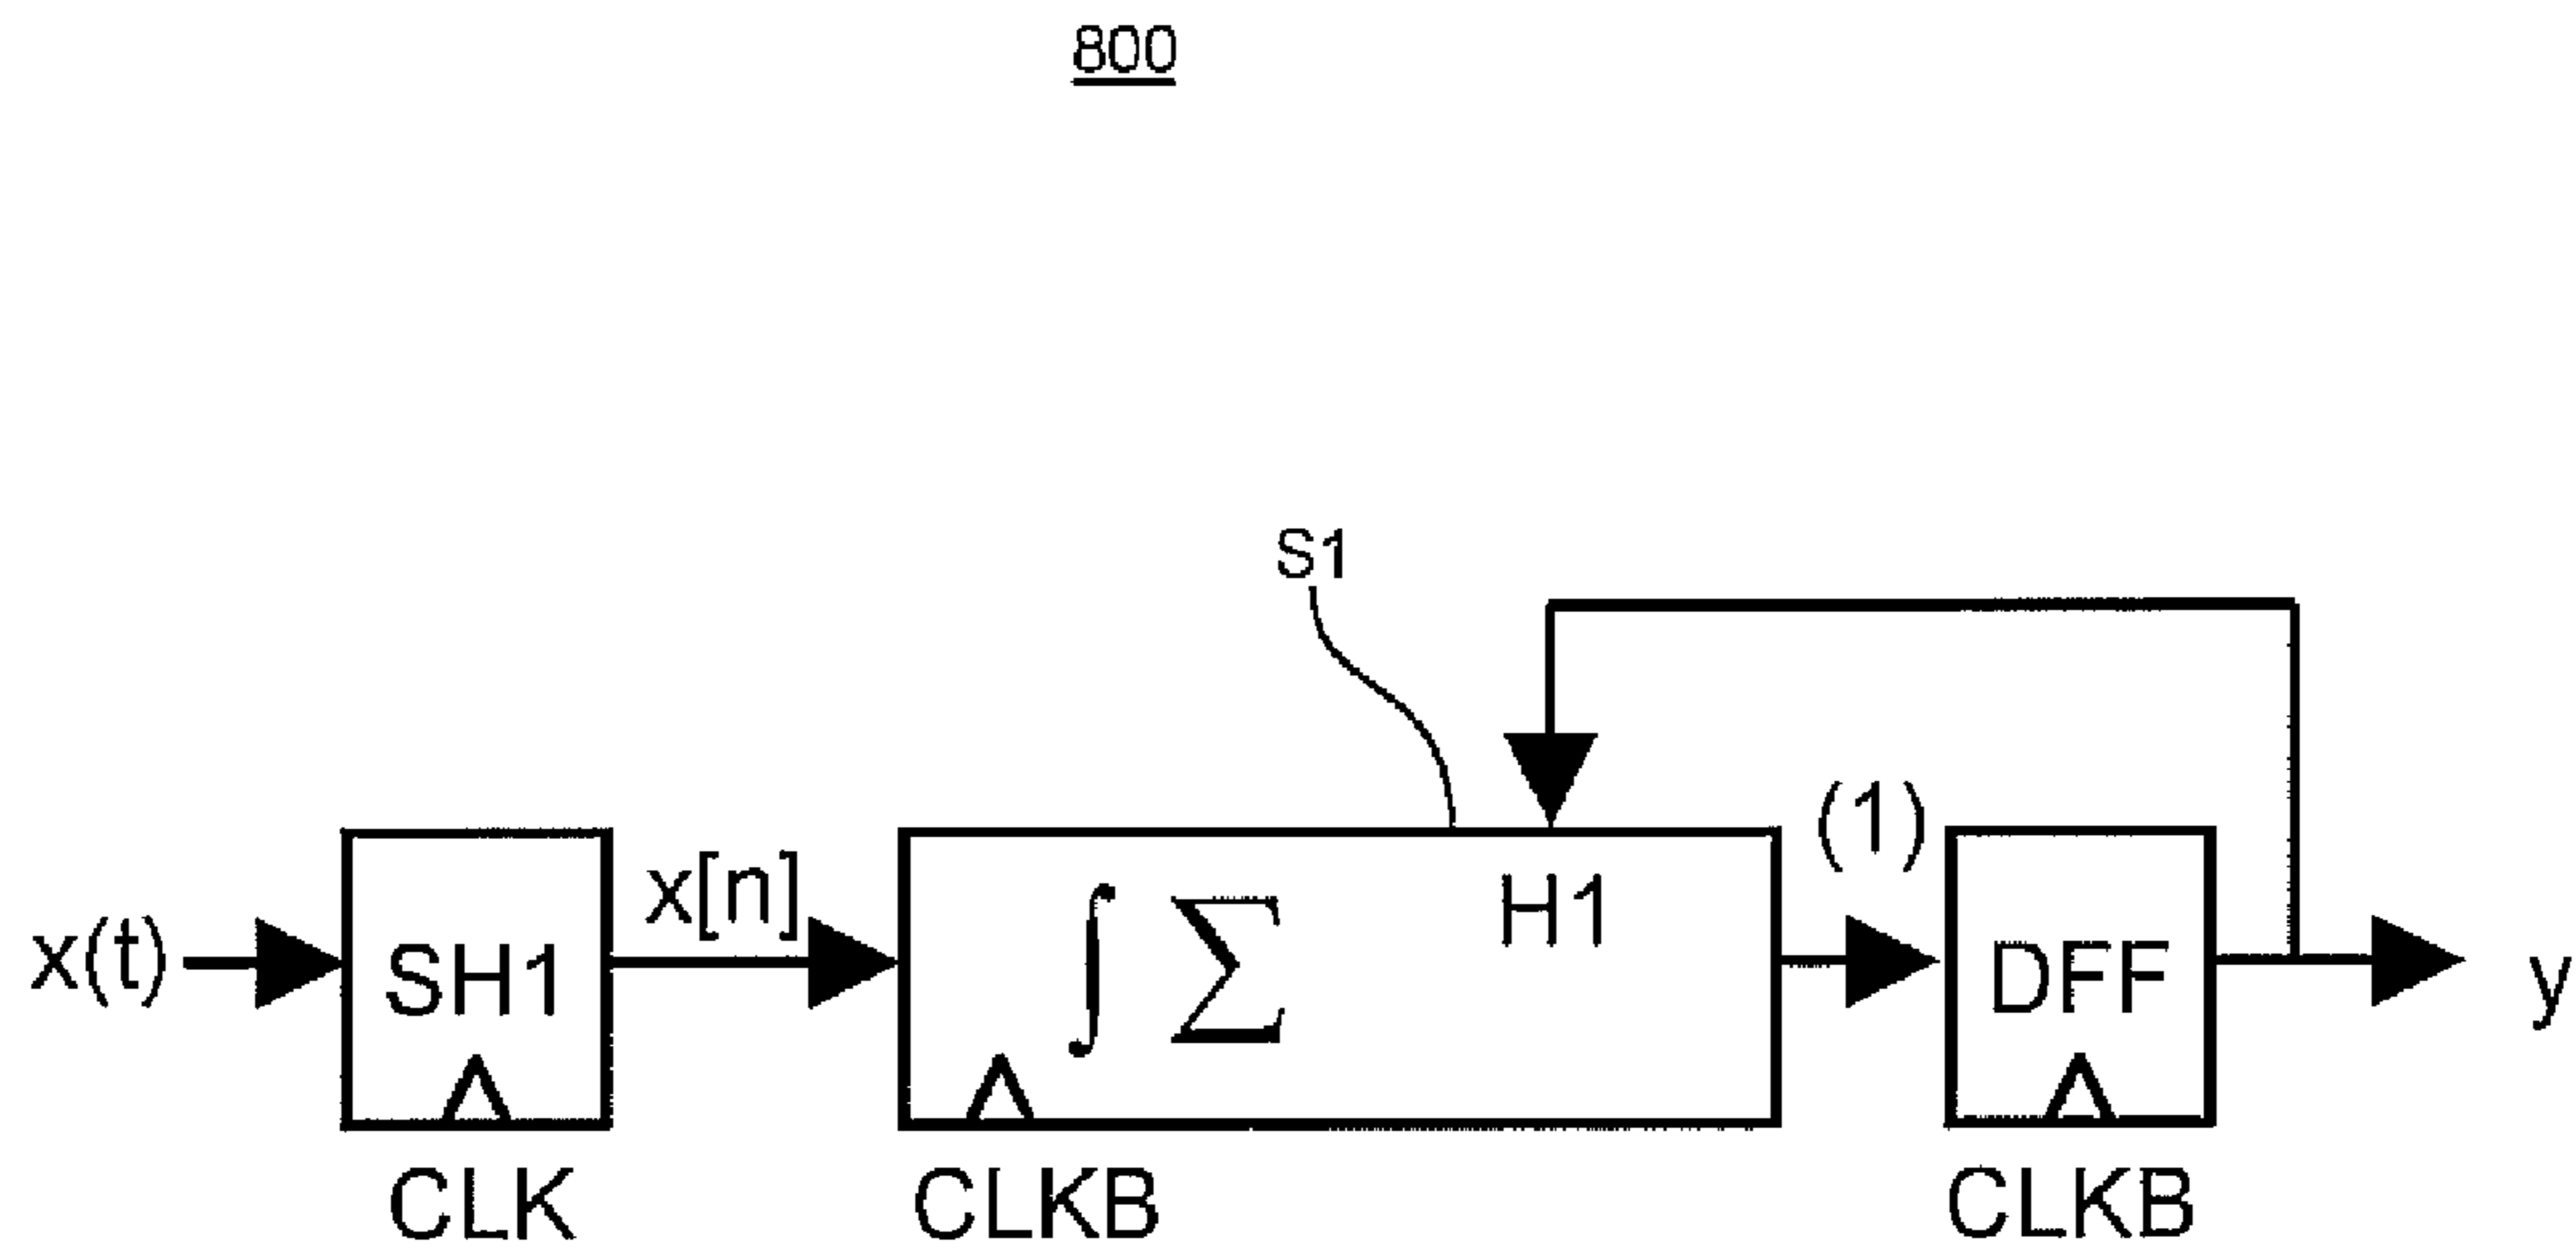 800
S1
(1)
x(t)
SH1
x[n]
∫ ∑
H1
DFF
y
CLK
CLKB
CLKB